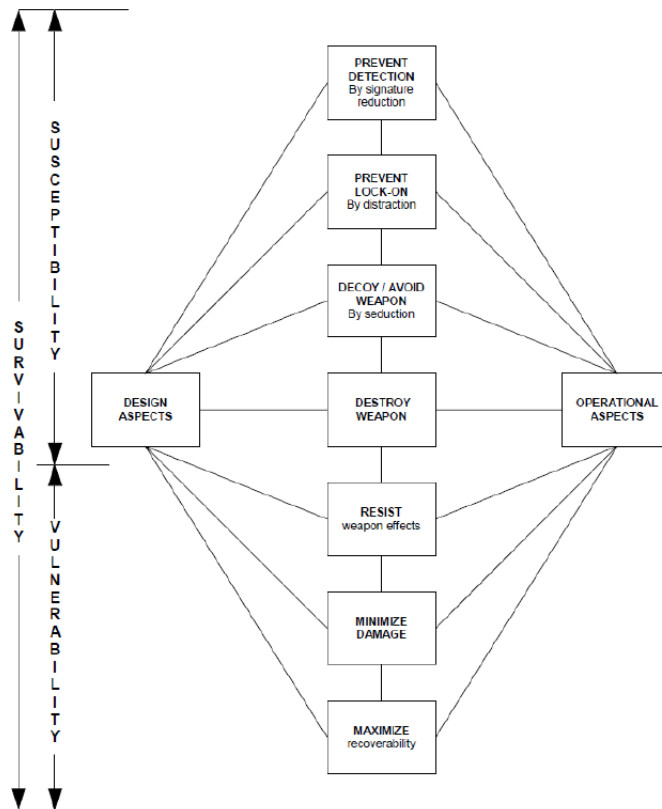 SURVIVABILITY
SUSCEPTIBILITY
VULNERABILITY
PREVENT
DETECTION
By signature
reduction
PREVENT
LOCK-ON
By distraction
DECOY / AVOID
WEAPON
By seduction
DESIGN
ASPECTS
DESTROY
WEAPON
OPERATIONAL
ASPECTS
RESIST
weapon effects
MINIMIZE
DAMAGE
MAXIMIZE
recoverability